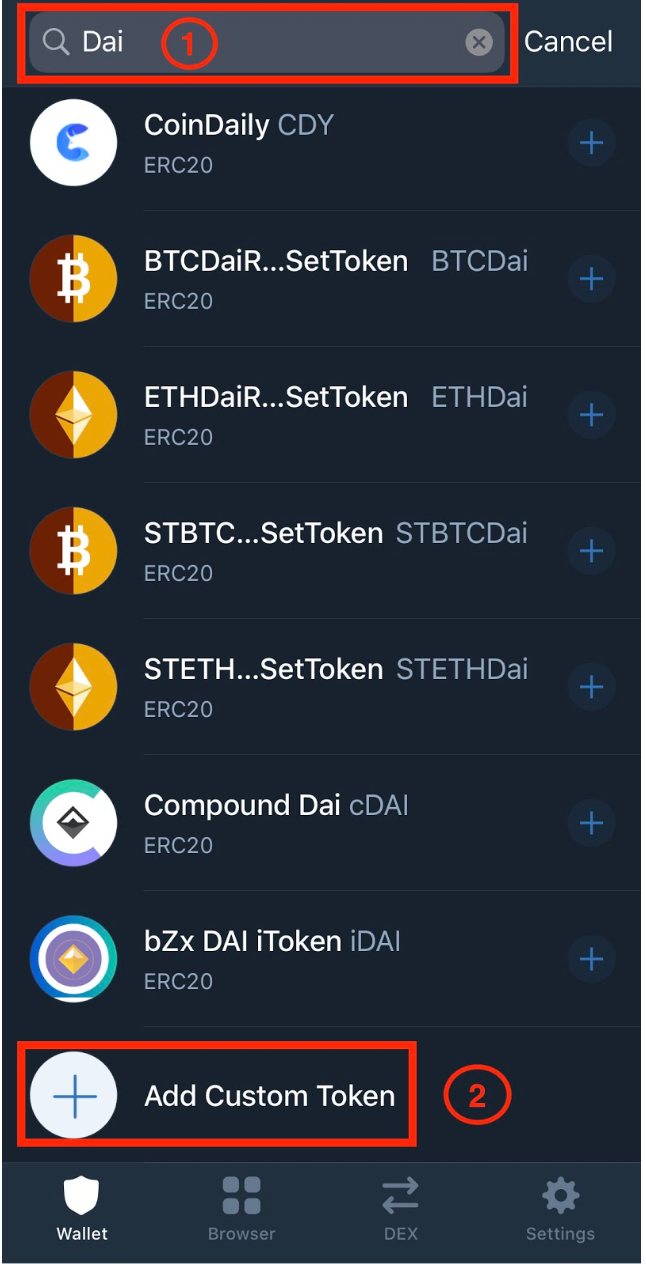 Dai 1 Cancel
CoinDaily CDY
ERC20
BTCDaiR...SetToken BTCDai
ERC20
ETHDaiR...SetToken ETHDai
ERC20
STBTC...SetToken STBTCDai
ERC20
STETH...SetToken STETHDai
ERC20
Compound Dai cDAI
ERC20
bZx DAI iToken iDAI
ERC20
Add Custom Token 2
Wallet Browser DEX Settings